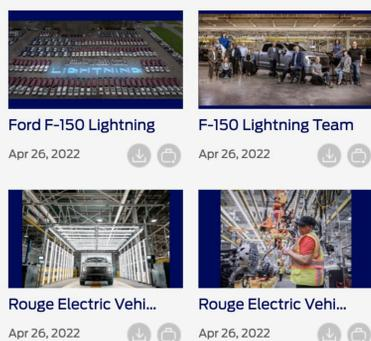 LIGHTNING
Ford F-150 Lightning
F-150 Lightning Team
Apr 26, 2022
Apr 26, 2022
Rouge Electric Vehi...
Rouge Electric Vehi...
Apr 26, 2022
Apr 26, 2022